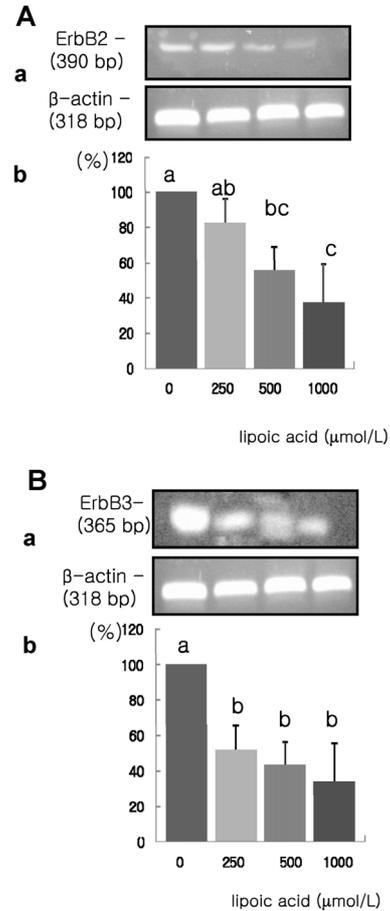 A
ErbB2 -
(390 bp)
a
β-actin -
(318 bp)
b
(%)
120
100
80
60
40
20
0
a
ab
bc
c
0 250 500 1000
lipoic acid (μmol/L)
B
ErbB3-
(365 bp)
a
β-actin -
(318 bp)
b
(%)
120
100
80
60
40
20
0
a
b
b
b
0 250 500 1000
lipoic acid (μmol/L)